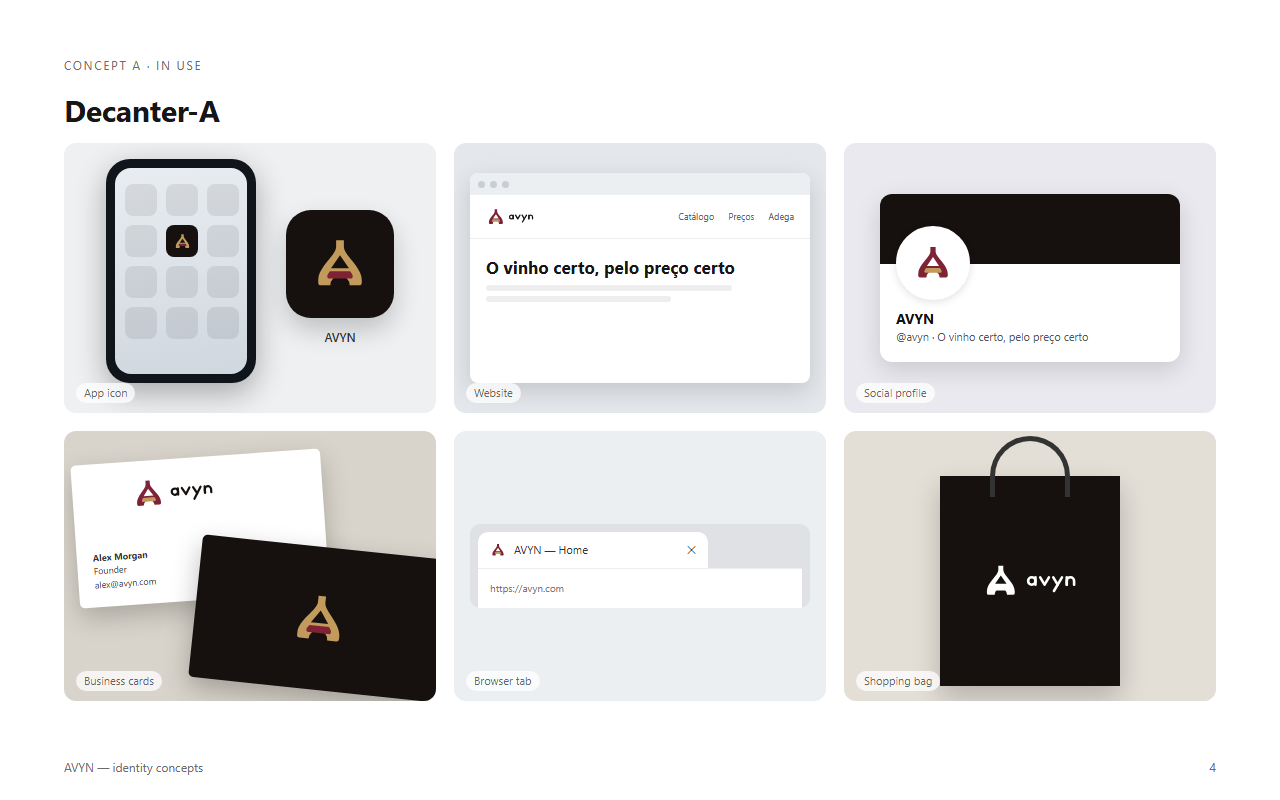 CONCEPT A · IN USE
Decanter-A
AVYN
App icon
avyn
Catálogo Preços Adega
O vinho certo, pelo preço certo
Website
AVYN
@avyn · O vinho certo, pelo preço certo
Social profile
avyn
Alex Morgan
Founder
alex@avyn.com
Business cards
AVYN — Home
https://avyn.com
Browser tab
avyn
Shopping bag
AVYN — identity concepts
4